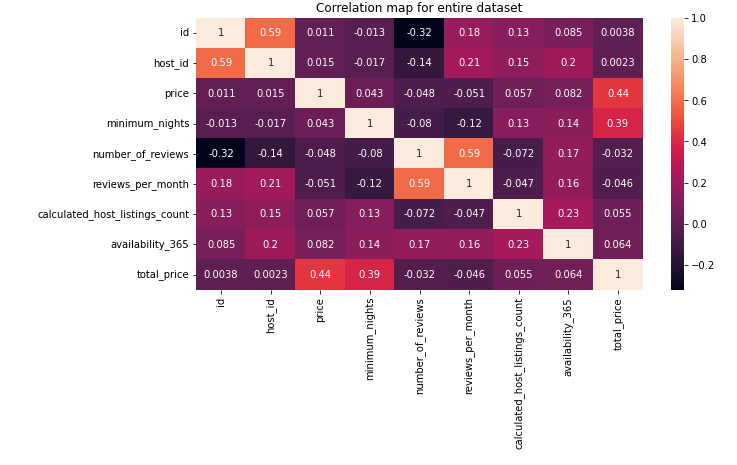 Correlation map for entire dataset
id 1 0.59 0.011 -0.013 -0.32 0.18 0.13 0.085 0.0038
host_id 0.59 1 0.015 -0.017 -0.14 0.21 0.15 0.2 0.0023
price 0.011 0.015 1 0.043 -0.048 -0.051 0.057 0.082 0.44
minimum_nights -0.013 -0.017 0.043 1 -0.08 -0.12 0.13 0.14 0.39
number_of_reviews -0.32 -0.14 -0.048 -0.08 1 0.59 -0.072 0.17 -0.032
reviews_per_month 0.18 0.21 -0.051 -0.12 0.59 1 -0.047 0.16 -0.046
calculated_host_listings_count 0.13 0.15 0.057 0.13 -0.072 -0.047 1 0.23 0.055
availability_365 0.085 0.2 0.082 0.14 0.17 0.16 0.23 1 0.064
total_price 0.0038 0.0023 0.44 0.39 -0.032 -0.046 0.055 0.064 1
id
host_id
price
minimum_nights
number_of_reviews
reviews_per_month
calculated_host_listings_count
availability_365
total_price
1.0
0.8
0.6
0.4
0.2
0.0
−0.2